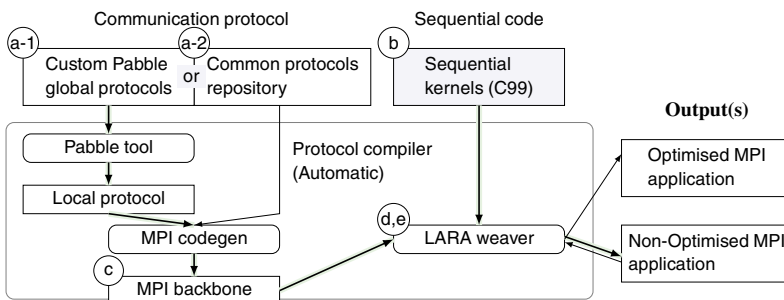 Communication protocol
Sequential code
a-1
a-2
b
Custom Pabble
global protocols
or
Common protocols
repository
Sequential
kernels (C99)
Output(s)
Pabble tool
Protocol compiler
(Automatic)
Optimised MPI
application
Local protocol
d,e
MPI codegen
LARA weaver
Non-Optimised MPI
application
c
MPI backbone